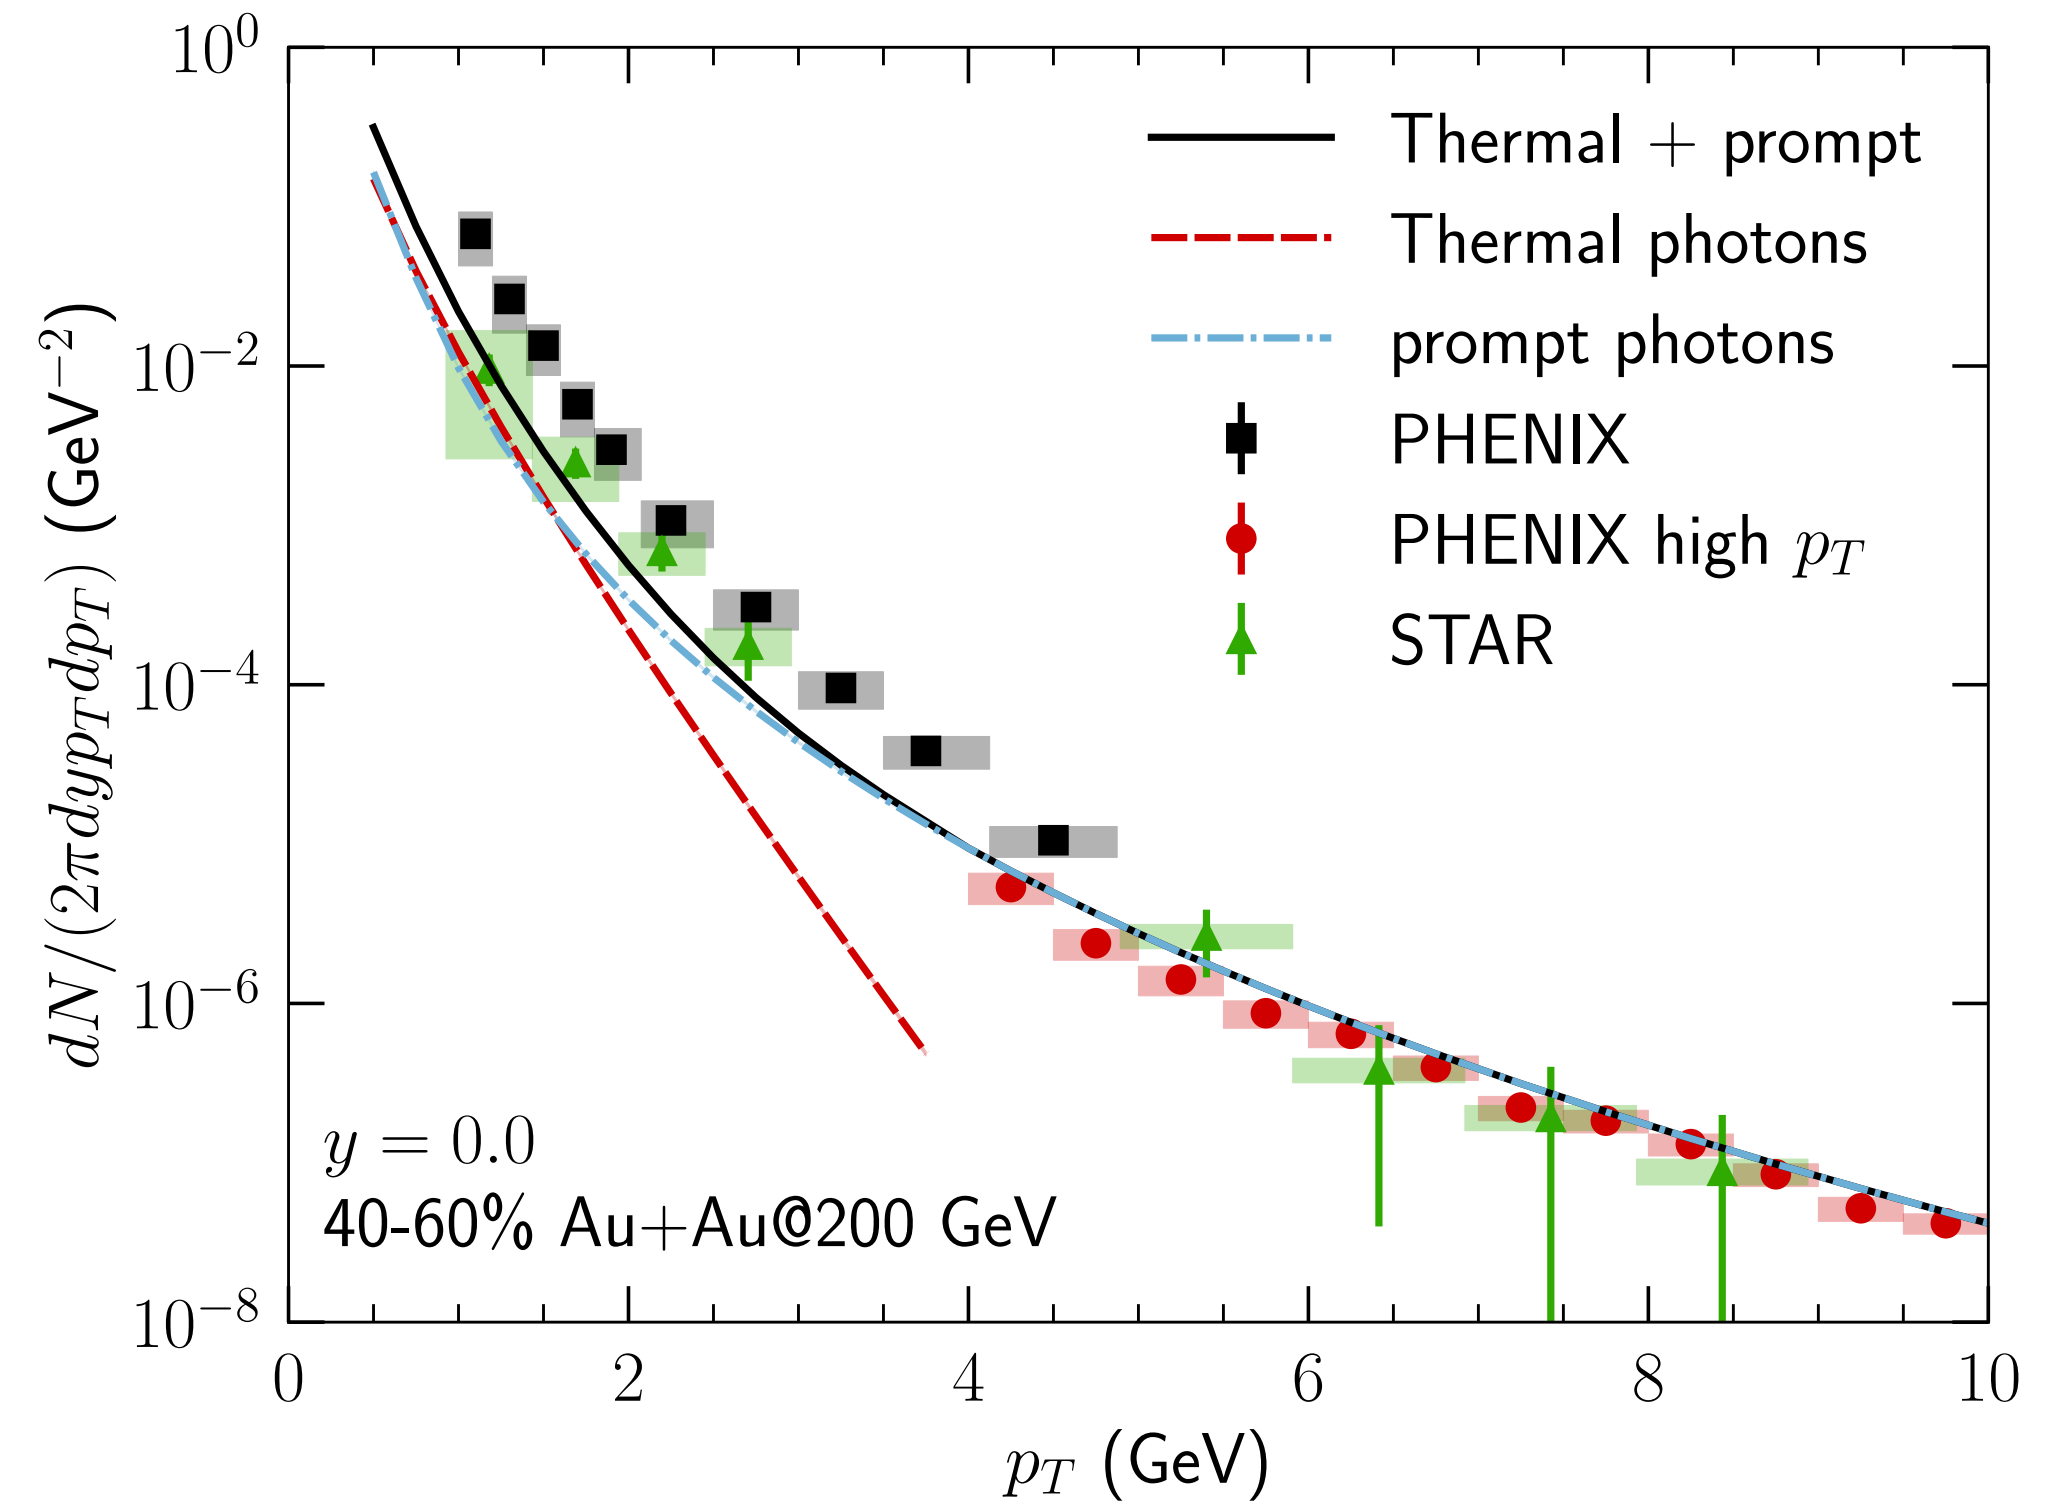 10⁰
10⁻²
10⁻⁴
10⁻⁶
10⁻⁸
dN/(2πdyp_T dp_T) (GeV⁻²)
Thermal + prompt
Thermal photons
prompt photons
PHENIX
PHENIX high p_T
STAR
y = 0.0
40-60% Au+Au@200 GeV
0 2 4 6 8 10
p_T (GeV)